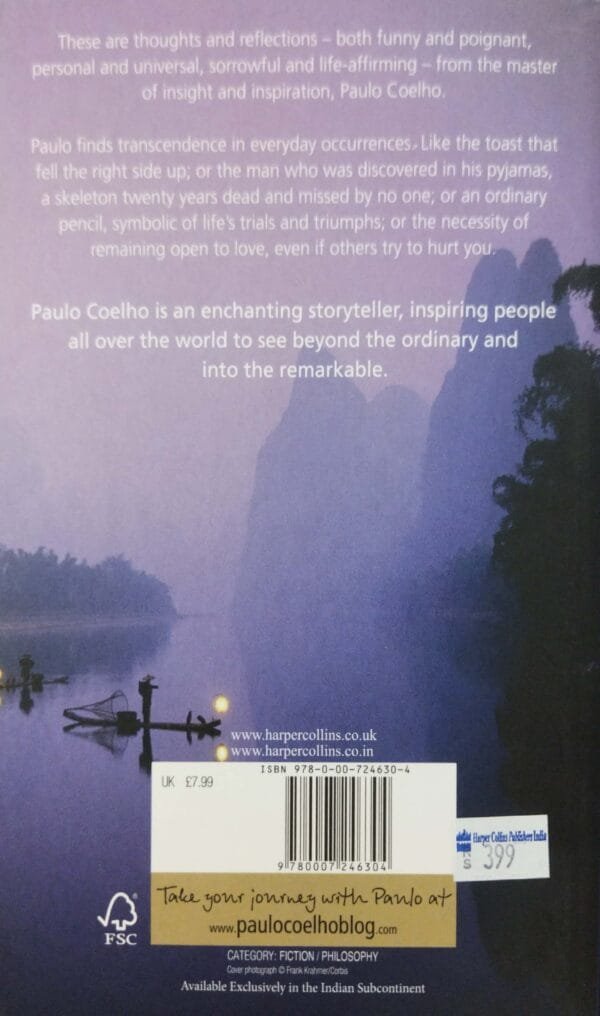 These are thoughts and reflections – both funny and poignant,
personal and universal, sorrowful and life-affirming – from the master
of insight and inspiration, Paulo Coelho.
Paulo finds transcendence in everyday occurrences. Like the toast that
fell the right side up; or the man who was discovered in his pyjamas,
a skeleton twenty years dead and missed by no one; or an ordinary
pencil, symbolic of life's trials and triumphs; or the necessity of
remaining open to love, even if others try to hurt you.
Paulo Coelho is an enchanting storyteller, inspiring people
all over the world to see beyond the ordinary and
into the remarkable.
www.harpercollins.co.uk
www.harpercollins.co.in
ISBN 978-0-00-724630-4
UK £7.99
9 780007 246304
Harper Collins Publishers India
399
Take your journey with Paulo at
www.paulocoelhoblog.com
FSC
CATEGORY: FICTION / PHILOSOPHY
Cover photograph © Frank Krahmer/Corbis
Available Exclusively in the Indian Subcontinent